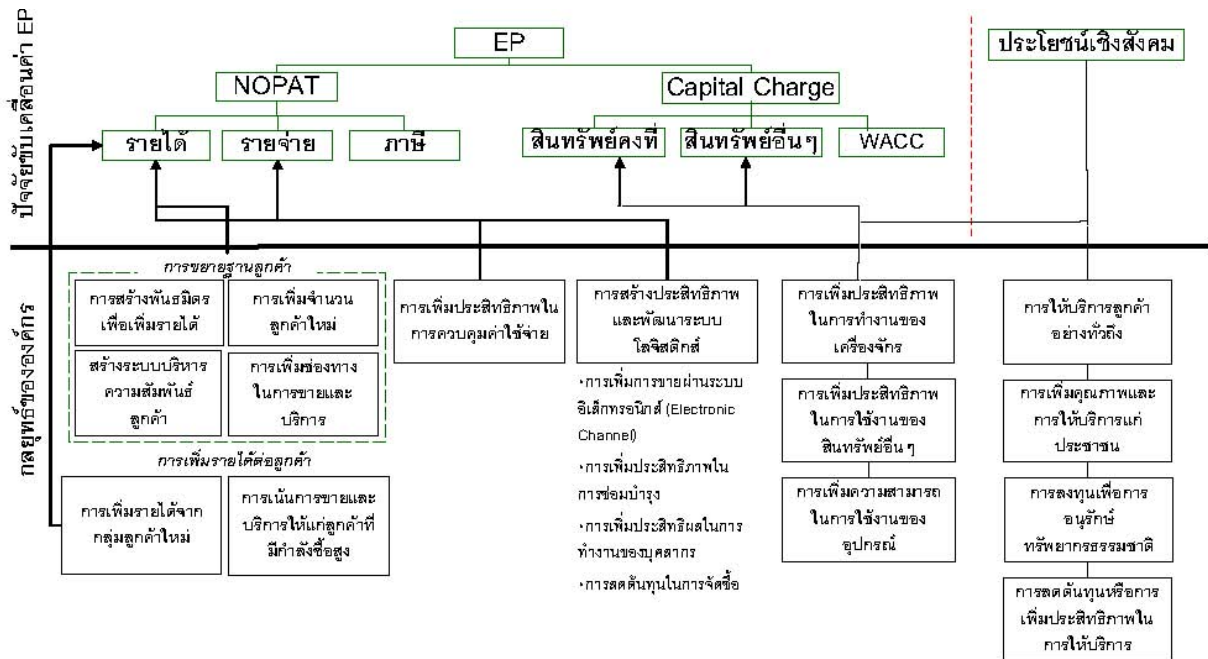 ปัจจัยขับเคลื่อนค่า EP
EP
ประโยชน์เชิงสังคม
NOPAT
Capital Charge
รายได้
รายจ่าย
ภาษี
สินทรัพย์คงที่
สินทรัพย์อื่นๆ
WACC
กลยุทธ์ขององค์กร
การขยายฐานลูกค้า
การสร้างพันธมิตร
เพื่อเพิ่มรายได้
การเพิ่มจำนวน
ลูกค้าใหม่
สร้างระบบบริหาร
ความสัมพันธ์
ลูกค้า
การเพิ่มช่องทาง
ในการขายและ
บริการ
การเพิ่มรายได้ต่อลูกค้า
การเพิ่มรายได้จาก
กลุ่มลูกค้าใหม่
การเน้นการขายและ
บริการให้แก่ลูกค้าที่
มีกำลังซื้อสูง
การเพิ่มประสิทธิภาพใน
การควบคุมค่าใช้จ่าย
การสร้างประสิทธิภาพ
และพัฒนาระบบ
โลจิสติกส์
•การเพิ่มการขายผ่านระบบ
อิเล็กทรอนิกส์ (Electronic
Channel)
•การเพิ่มประสิทธิภาพใน
การซ่อมบำรุง
•การเพิ่มประสิทธิผลในการ
ทำงานของบุคลากร
•การลดต้นทุนในการจัดซื้อ
การเพิ่มประสิทธิภาพ
ในการทำงานของ
เครื่องจักร
การเพิ่มประสิทธิภาพ
ในการใช้งานของ
สินทรัพย์อื่นๆ
การเพิ่มความสามารถ
ในการใช้งานของ
อุปกรณ์
การให้บริการลูกค้า
อย่างทั่วถึง
การเพิ่มคุณภาพและ
การให้บริการแก่
ประชาชน
การลงทุนเพื่อการ
อนุรักษ์
ทรัพยากรธรรมชาติ
การลดต้นทุนหรือการ
เพิ่มประสิทธิภาพใน
การให้บริการ